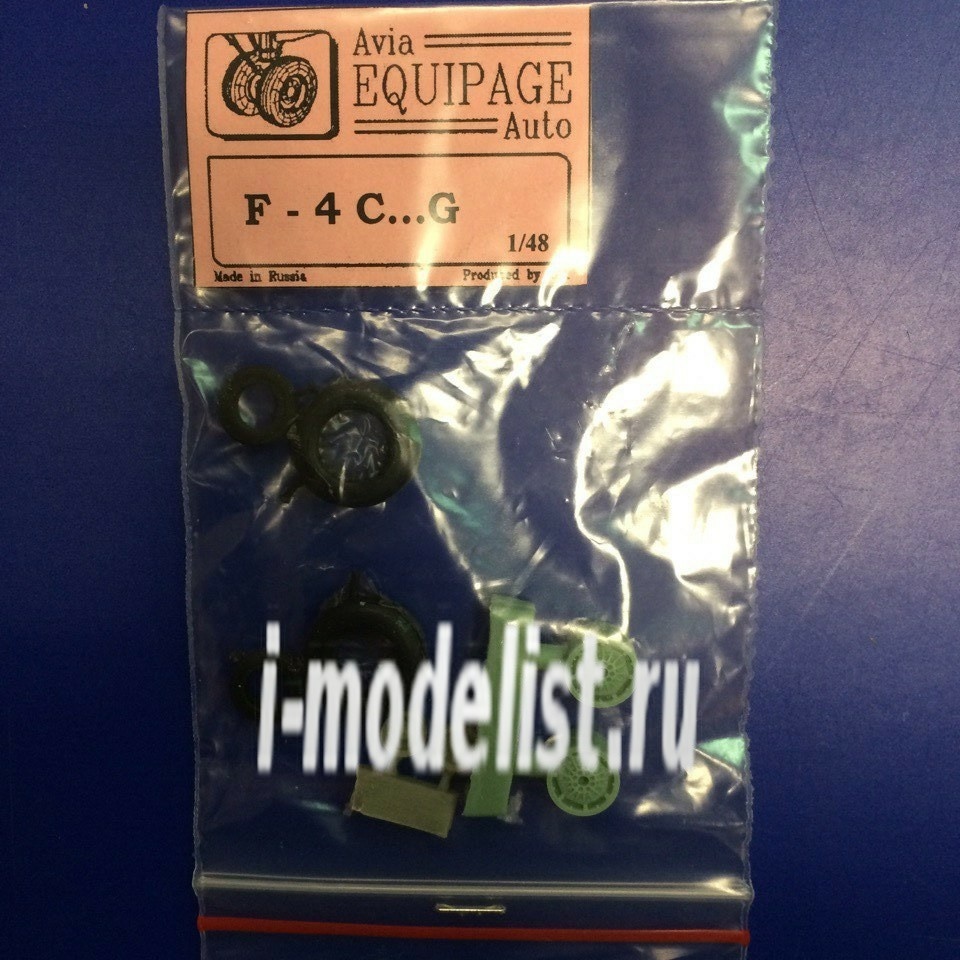 Avia
EQUIPAGE
Auto
F - 4 C...G
1/48
Made in Russia
Produced by
i-modelist.ru